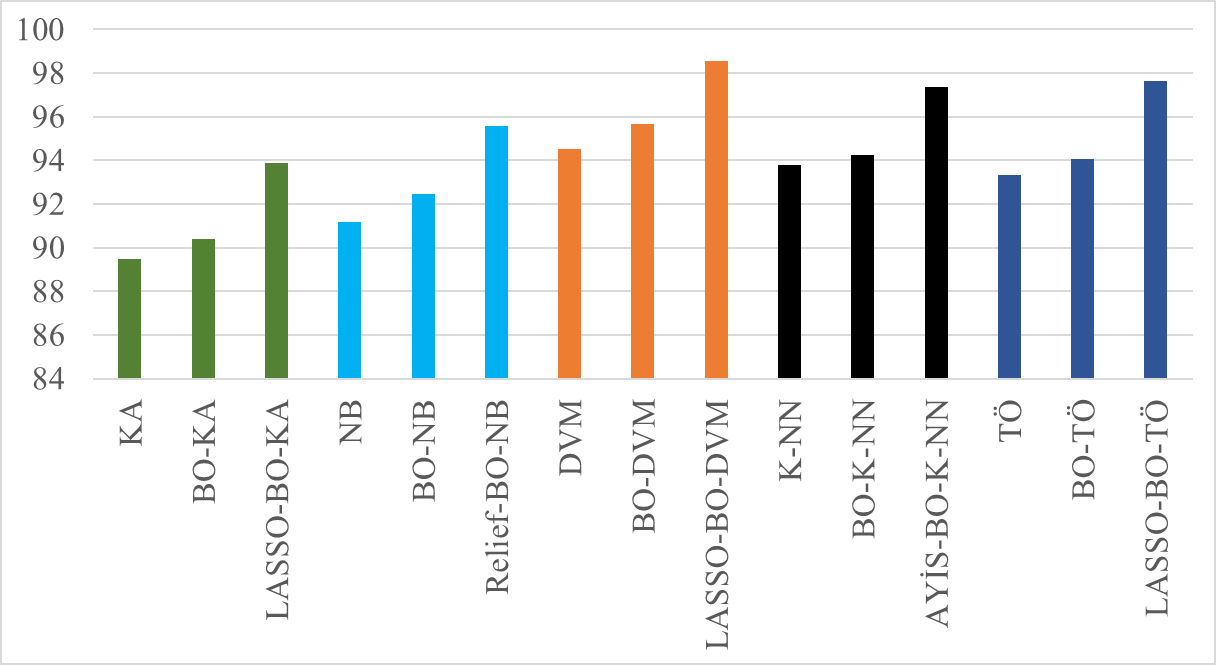 100
98
96
94
92
90
88
86
84
KA
BO-KA
LASSO-BO-KA
NB
BO-NB
Relief-BO-NB
DVM
BO-DVM
LASSO-BO-DVM
K-NN
BO-K-NN
AYİS-BO-K-NN
TÖ
BO-TÖ
LASSO-BO-TÖ